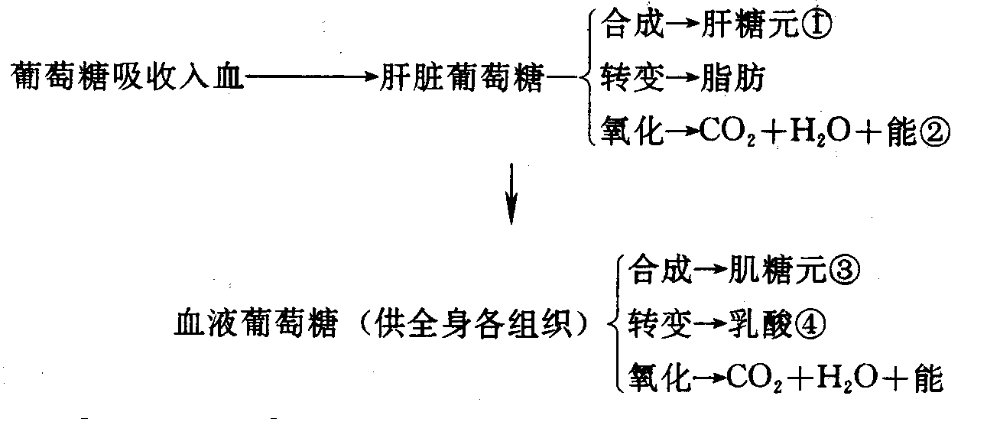 合成→肝糖元①
葡萄糖吸收入血→肝脏葡萄糖—转变→脂肪
氧化→CO₂+H₂O+能②
↓
合成→肌糖元③
血液葡萄糖（供全身各组织）转变→乳酸④
氧化→CO₂+H₂O+能